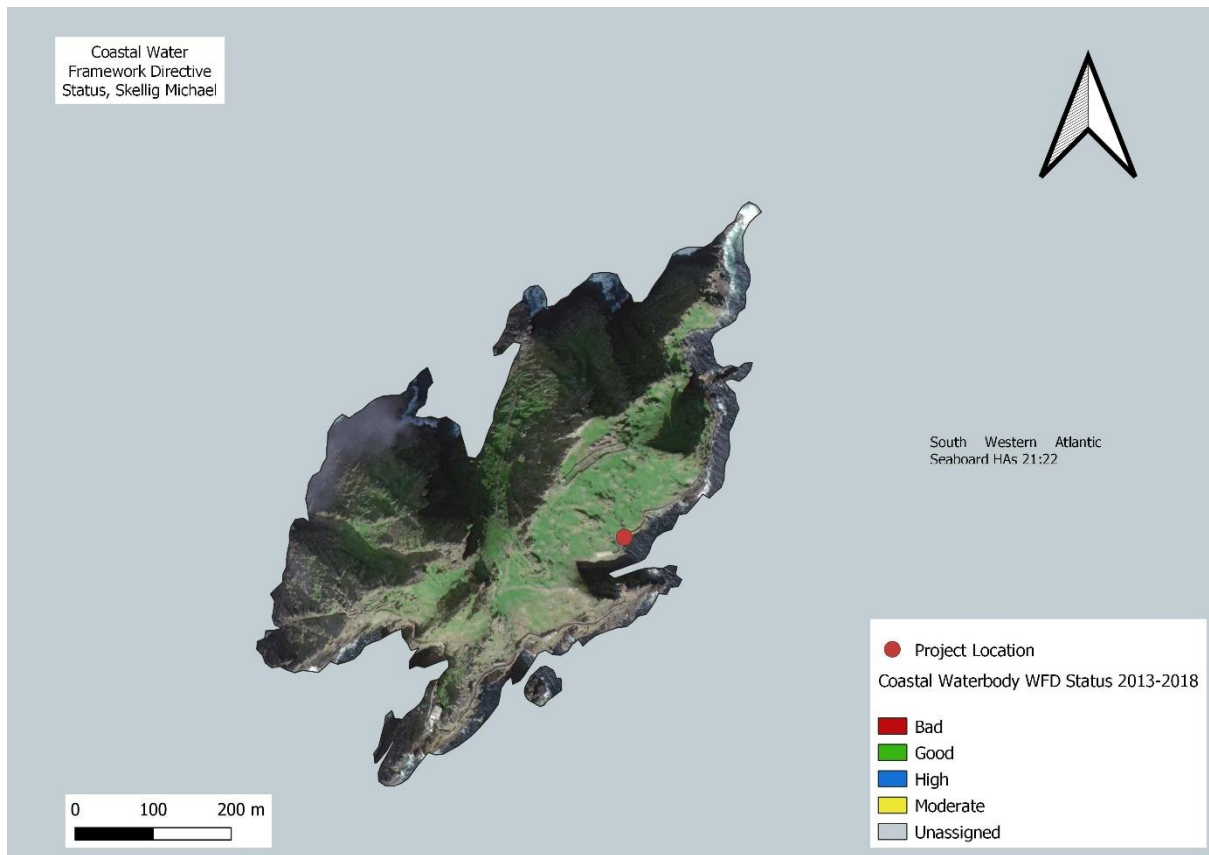 Coastal Water
Framework Directive
Status, Skellig Michael
South Western Atlantic
Seaboard HAs 21:22
Project Location
Coastal Waterbody WFD Status 2013-2018
Bad
Good
High
Moderate
Unassigned
0 100 200 m